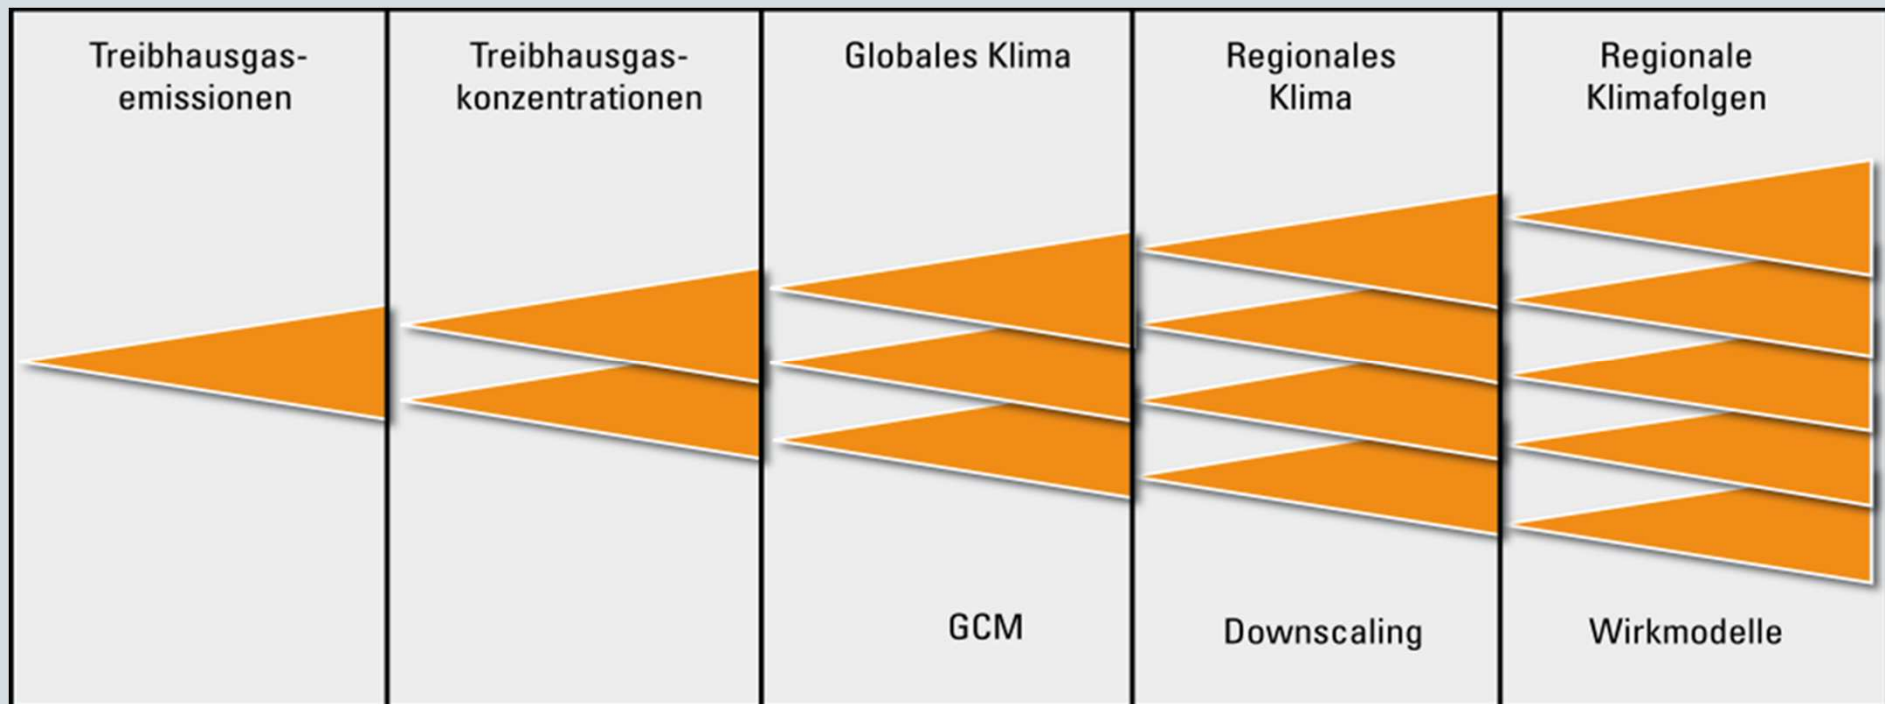 Treibhausgas-
emissionen
Treibhausgas-
konzentrationen
Globales Klima
Regionales
Klima
Regionale
Klimafolgen
GCM
Downscaling
Wirkmodelle